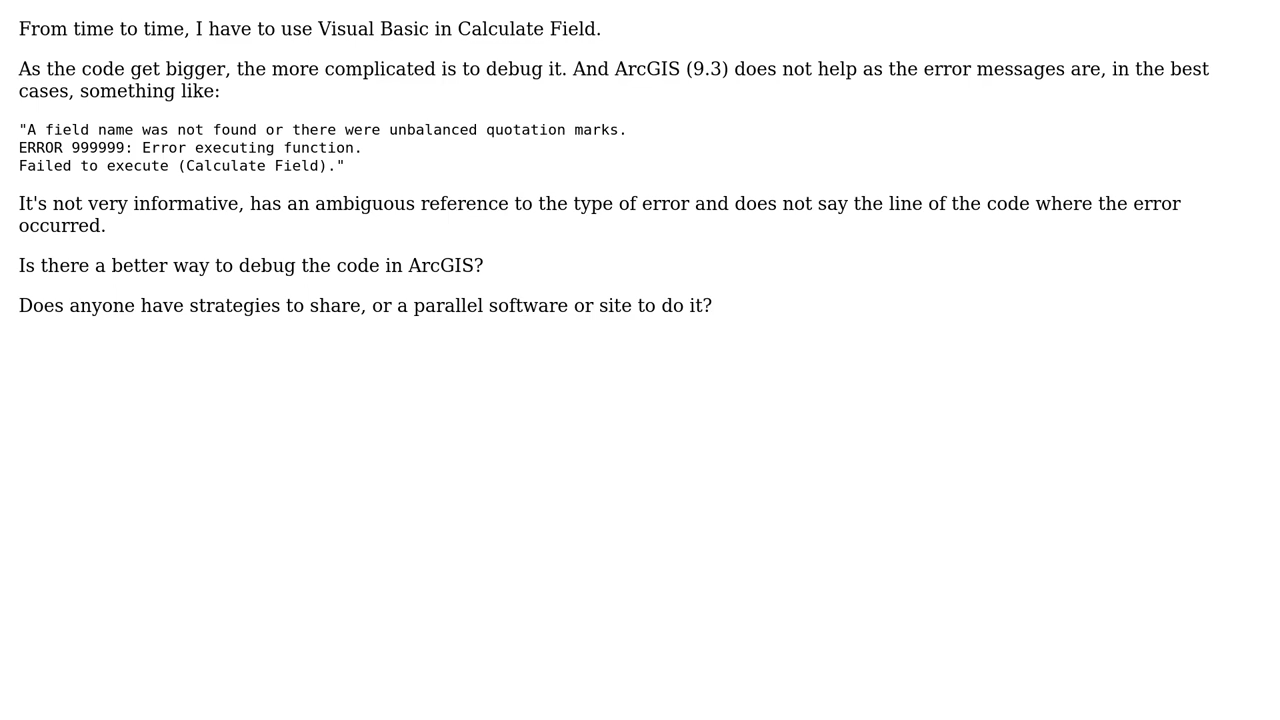 From time to time, I have to use Visual Basic in Calculate Field.
As the code get bigger, the more complicated is to debug it. And ArcGIS (9.3) does not help as the error messages are, in the best
cases, something like:
"A field name was not found or there were unbalanced quotation marks.
ERROR 999999: Error executing function.
Failed to execute (Calculate Field)."
It's not very informative, has an ambiguous reference to the type of error and does not say the line of the code where the error
occurred.
Is there a better way to debug the code in ArcGIS?
Does anyone have strategies to share, or a parallel software or site to do it?